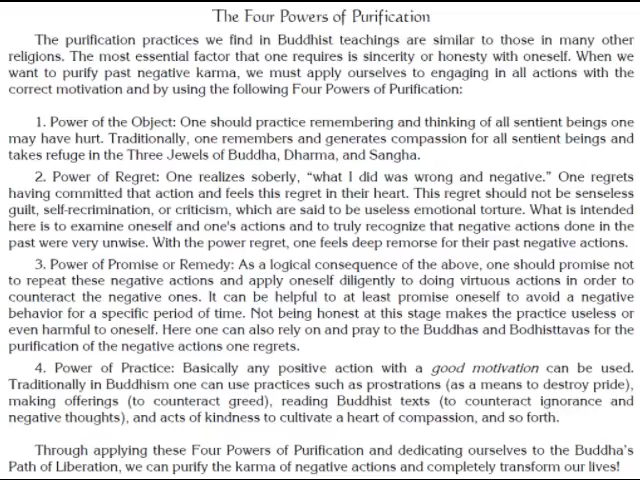 The Four Powers of Purification
The purification practices we find in Buddhist teachings are similar to those in many other
religions. The most essential factor that one requires is sincerity or honesty with oneself. When we
want to purify past negative karma, we must apply ourselves to engaging in all actions with the
correct motivation and by using the following Four Powers of Purification:
1. Power of the Object: One should practice remembering and thinking of all sentient beings one
may have hurt. Traditionally, one remembers and generates compassion for all sentient beings and
takes refuge in the Three Jewels of Buddha, Dharma, and Sangha.
2. Power of Regret: One realizes soberly, “what I did was wrong and negative.” One regrets
having committed that action and feels this regret in their heart. This regret should not be senseless
guilt, self-recrimination, or criticism, which are said to be useless emotional torture. What is intended
here is to examine oneself and one's actions and to truly recognize that negative actions done in the
past were very unwise. With the power regret, one feels deep remorse for their past negative actions.
3. Power of Promise or Remedy: As a logical consequence of the above, one should promise not
to repeat these negative actions and apply oneself diligently to doing virtuous actions in order to
counteract the negative ones. It can be helpful to at least promise oneself to avoid a negative
behavior for a specific period of time. Not being honest at this stage makes the practice useless or
even harmful to oneself. Here one can also rely on and pray to the Buddhas and Bodhisttavas for the
purification of the negative actions one regrets.
4. Power of Practice: Basically any positive action with a good motivation can be used.
Traditionally in Buddhism one can use practices such as prostrations (as a means to destroy pride),
making offerings (to counteract greed), reading Buddhist texts (to counteract ignorance and
negative thoughts), and acts of kindness to cultivate a heart of compassion, and so forth.
Through applying these Four Powers of Purification and dedicating ourselves to the Buddha's
Path of Liberation, we can purify the karma of negative actions and completely transform our lives!